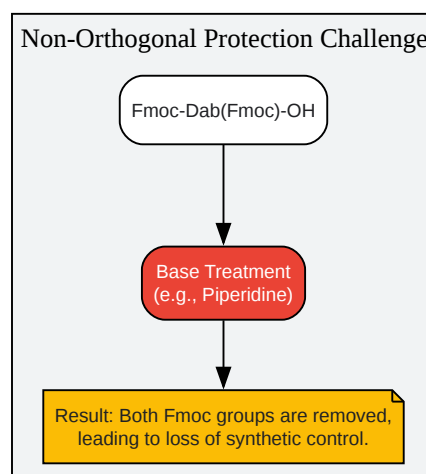 Non-Orthogonal Protection Challenge
Fmoc-Dab(Fmoc)-OH
Base Treatment
(e.g., Piperidine)
Result: Both Fmoc groups are removed,
leading to loss of synthetic control.